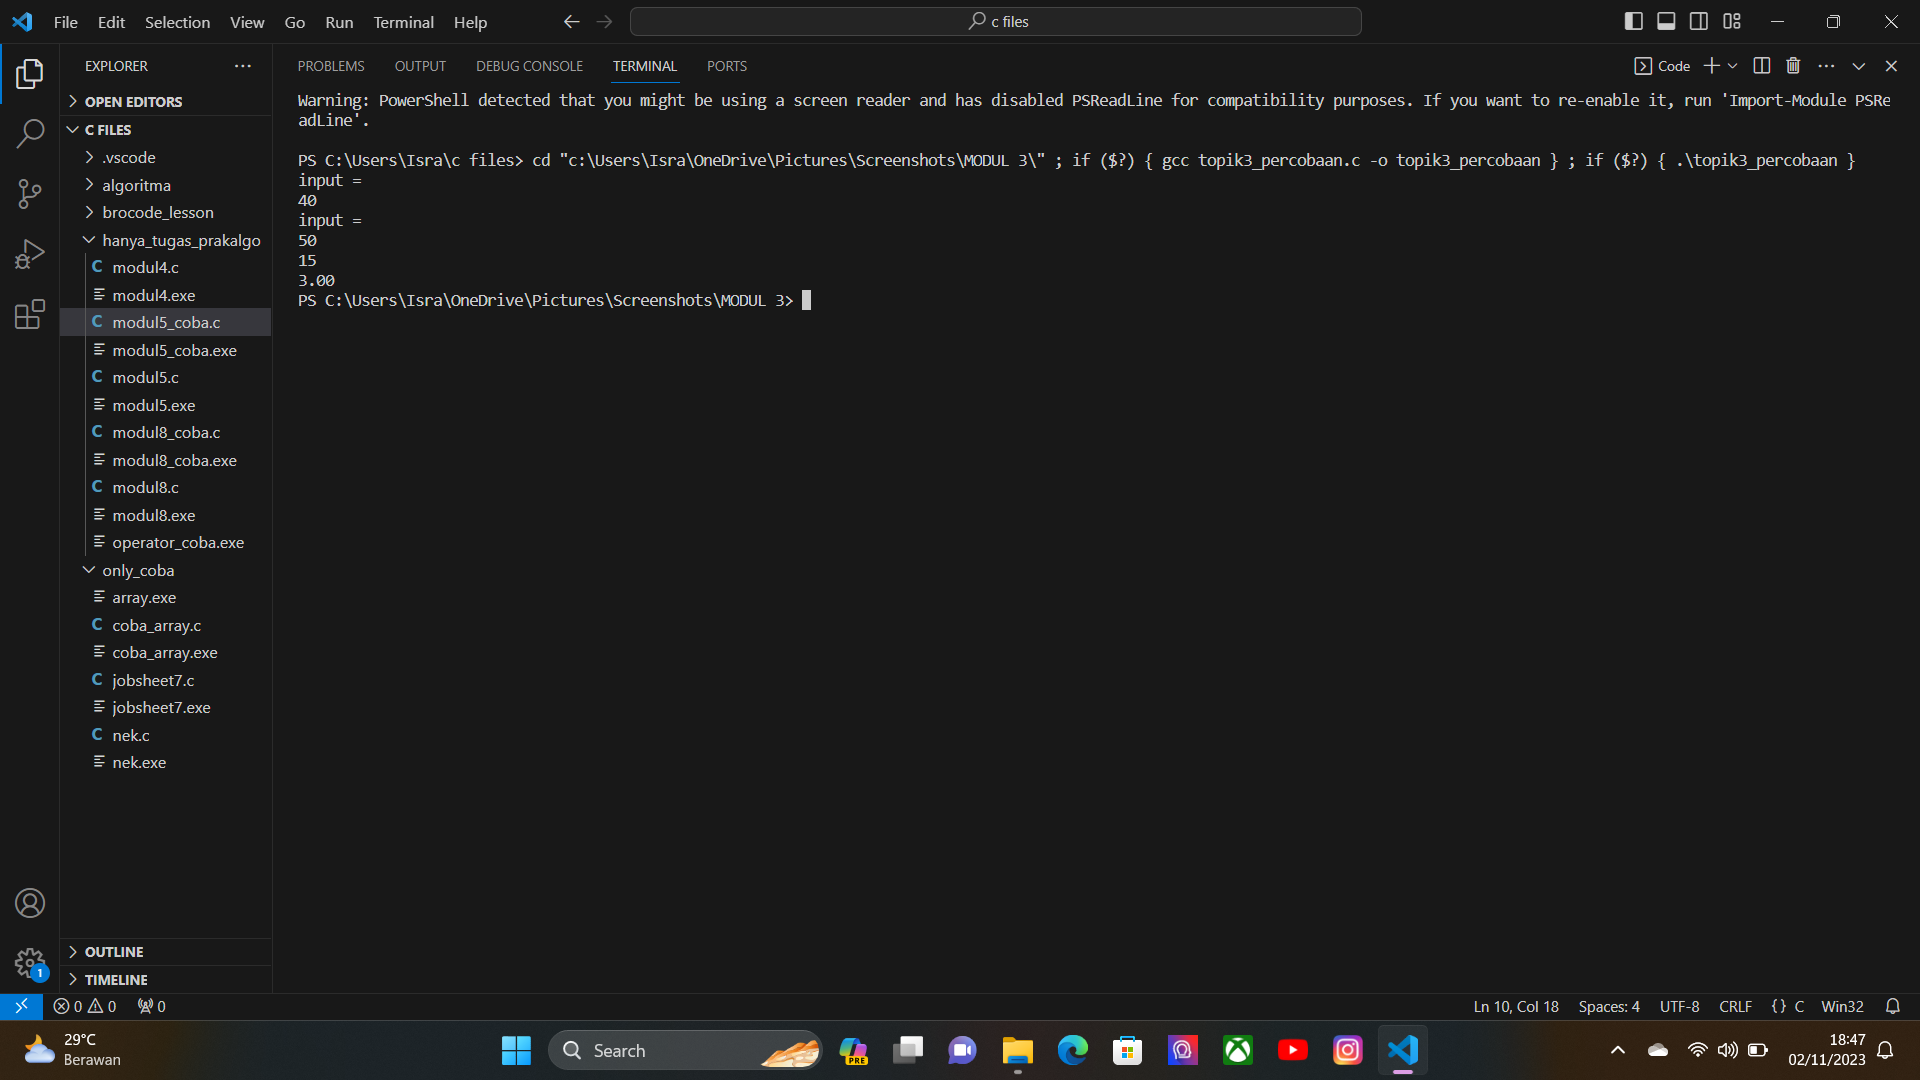 File Edit Selection View Go Run Terminal Help
c files
EXPLORER
OPEN EDITORS
C FILES
.vscode
algoritma
brocode_lesson
hanya_tugas_prakalgo
C modul4.c
modul4.exe
C modul5_coba.c
modul5_coba.exe
C modul5.c
modul5.exe
C modul8_coba.c
modul8_coba.exe
C modul8.c
modul8.exe
operator_coba.exe
only_coba
array.exe
C coba_array.c
coba_array.exe
C jobsheet7.c
jobsheet7.exe
C nek.c
nek.exe
OUTLINE
TIMELINE
1
PROBLEMS OUTPUT DEBUG CONSOLE TERMINAL PORTS
Code
Warning: PowerShell detected that you might be using a screen reader and has disabled PSReadLine for compatibility purposes. If you want to re-enable it, run 'Import-Module PSRe
adLine'.
PS C:\Users\Isra\c files> cd "c:\Users\Isra\OneDrive\Pictures\Screenshots\MODUL 3\" ; if ($?) { gcc topik3_percobaan.c -o topik3_percobaan } ; if ($?) { .\topik3_percobaan }
input =
40
input =
50
15
3.00
PS C:\Users\Isra\OneDrive\Pictures\Screenshots\MODUL 3>
0 0 0
Ln 10, Col 18 Spaces: 4 UTF-8 CRLF {} C Win32
29°C
Berawan
Search
PRE
18:47
02/11/2023